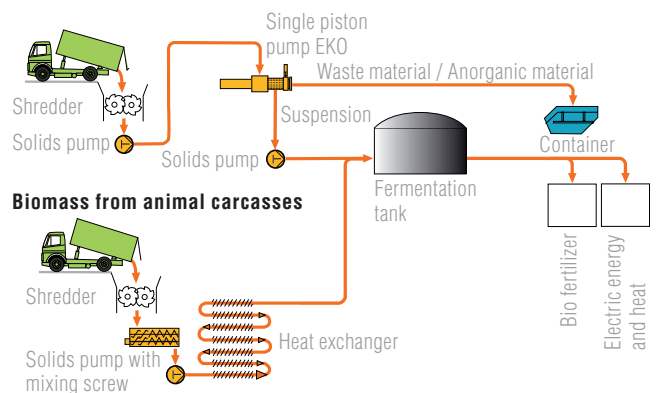 Single piston
pump EKO
Waste material / Anorganic material
Shredder
Suspension
Solids pump
Solids pump
Container
Fermentation
tank
Biomass from animal carcasses
Shredder
Heat exchanger
Bio fertilizer
Electric energy
and heat
Solids pump with
mixing screw